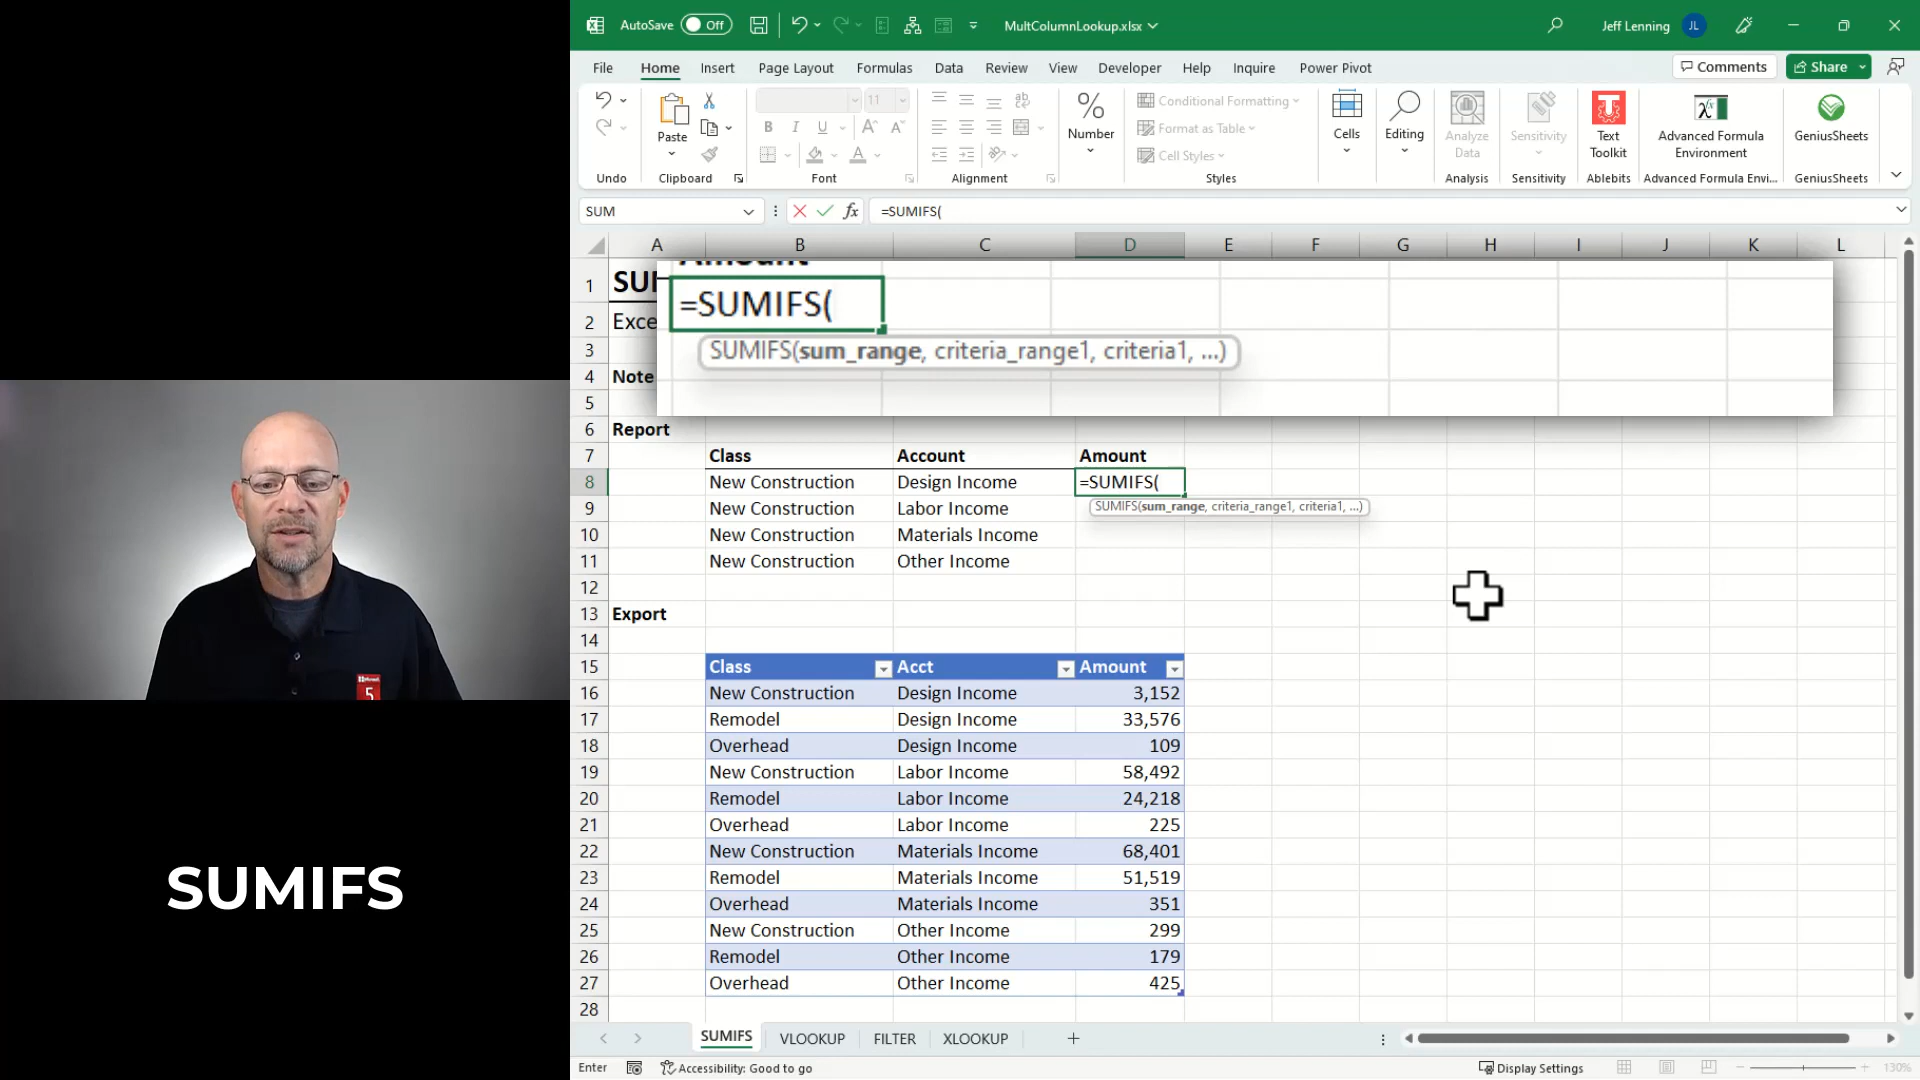 AutoSave Off MultColumnLookup.xlsx Jeff Lenning JL
File Home Insert Page Layout Formulas Data Review View Developer Help Inquire Power Pivot Comments Share
11
Paste
B I U A A A
Conditional Formatting
Format as Table
Cell Styles
Number
Cells
Editing
Analyze Data
Sensitivity
Text Toolkit
Advanced Formula Environment
GeniusSheets
Undo Clipboard Font Alignment Styles Analysis Sensitivity Ablebits Advanced Formula Envi... GeniusSheets
SUM fx =SUMIFS(
A B C D E F G H I J K L
1 SU
=SUMIFS(
SUMIFS(sum_range, criteria_range1, criteria1, ...)
2 Exce
3
4 Note
5
6 Report
7 Class Account Amount
8 New Construction Design Income =SUMIFS(
9 New Construction Labor Income SUMIFS(sum_range, criteria_range1, criteria1, ...)
10 New Construction Materials Income
11 New Construction Other Income
12
13 Export
14
15 Class Acct Amount
16 New Construction Design Income 3,152
17 Remodel Design Income 33,576
18 Overhead Design Income 109
19 New Construction Labor Income 58,492
20 Remodel Labor Income 24,218
21 Overhead Labor Income 225
22 New Construction Materials Income 68,401
23 Remodel Materials Income 51,519
24 Overhead Materials Income 351
25 New Construction Other Income 299
26 Remodel Other Income 179
27 Overhead Other Income 425
28
SUMIFS VLOOKUP FILTER XLOOKUP
Enter Accessibility: Good to go Display Settings 130%
5
SUMIFS